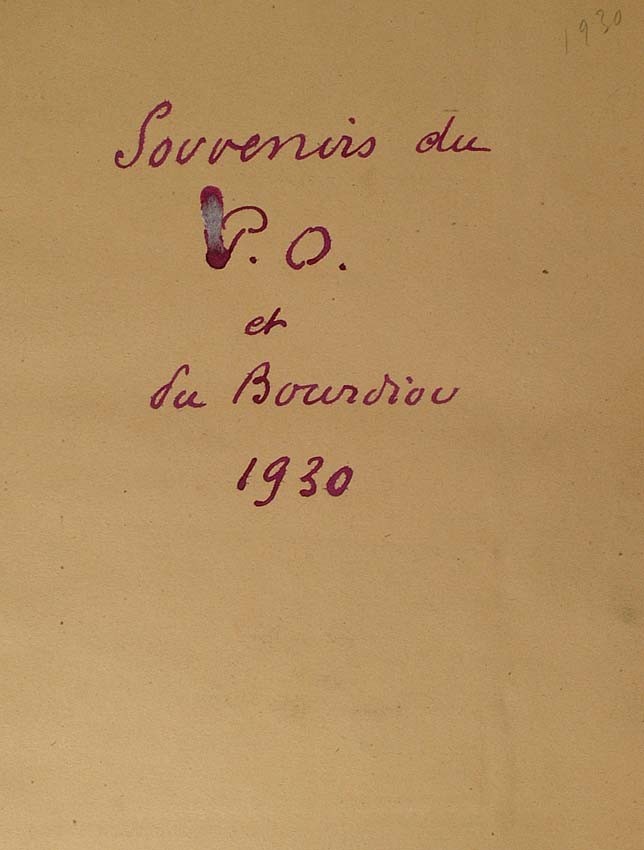 1930
Souvenirs du
P. O.
et
du Bourdiou
1930